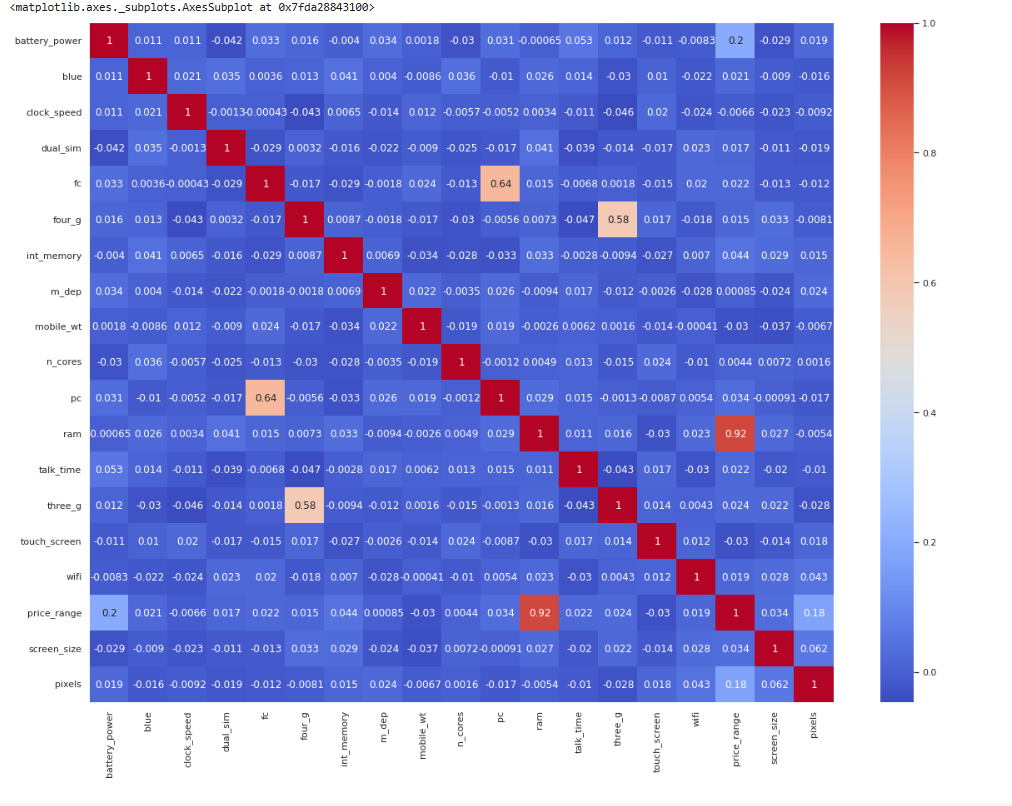 <matplotlib.axes._subplots.AxesSubplot at 0x7fda28843100>
battery_power 1 0.011 0.011 -0.042 0.033 0.016 -0.004 0.034 0.0018 -0.03 0.031 -0.00065 0.053 0.012 -0.011 -0.0083 0.2 -0.029 0.019
blue 0.011 1 0.021 0.035 0.0036 0.013 0.041 0.004 -0.0086 0.036 -0.01 0.026 0.014 -0.03 0.01 -0.022 0.021 -0.009 -0.016
clock_speed 0.011 0.021 1 -0.0013 -0.00043 -0.043 0.0065 -0.014 0.012 -0.0057 -0.0052 0.0034 -0.011 -0.046 0.02 -0.024 -0.0066 -0.023 -0.0092
dual_sim -0.042 0.035 -0.0013 1 -0.029 0.0032 -0.016 -0.022 -0.009 -0.025 -0.017 0.041 -0.039 -0.014 -0.017 0.023 0.017 -0.011 -0.019
fc 0.033 0.0036 -0.00043 -0.029 1 -0.017 -0.029 -0.0018 0.024 -0.013 0.64 0.015 -0.0068 0.0018 -0.015 0.02 0.022 -0.013 -0.012
four_g 0.016 0.013 -0.043 0.0032 -0.017 1 0.0087 -0.0018 -0.017 -0.03 -0.0056 0.0073 -0.047 0.58 0.017 -0.018 0.015 0.033 -0.0081
int_memory -0.004 0.041 0.0065 -0.016 -0.029 0.0087 1 0.0069 -0.034 -0.028 -0.033 0.033 -0.0028 -0.0094 -0.027 0.007 0.044 0.029 0.015
m_dep 0.034 0.004 -0.014 -0.022 -0.0018 -0.0018 0.0069 1 0.022 -0.0035 0.026 -0.0094 0.017 -0.012 -0.0026 -0.028 0.00085 -0.024 0.024
mobile_wt 0.0018 -0.0086 0.012 -0.009 0.024 -0.017 -0.034 0.022 1 -0.019 0.019 -0.0026 0.0062 0.0016 -0.014 -0.00041 -0.03 -0.037 -0.0067
n_cores -0.03 0.036 -0.0057 -0.025 -0.013 -0.03 -0.028 -0.0035 -0.019 1 -0.0012 0.0049 0.013 -0.015 0.024 -0.01 0.0044 0.0072 0.0016
pc 0.031 -0.01 -0.0052 -0.017 0.64 -0.0056 -0.033 0.026 0.019 -0.0012 1 0.029 0.015 -0.0013 -0.0087 0.0054 0.034 -0.00091 -0.017
ram 0.00065 0.026 0.0034 0.041 0.015 0.0073 0.033 -0.0094 -0.0026 0.0049 0.029 1 0.011 0.016 -0.03 0.023 0.92 0.027 -0.0054
talk_time 0.053 0.014 -0.011 -0.039 -0.0068 -0.047 -0.0028 0.017 0.0062 0.013 0.015 0.011 1 -0.043 0.017 -0.03 0.022 -0.02 -0.01
three_g 0.012 -0.03 -0.046 -0.014 0.0018 0.58 -0.0094 -0.012 0.0016 -0.015 -0.0013 0.016 -0.043 1 0.014 0.0043 0.024 0.022 -0.028
touch_screen -0.011 0.01 0.02 -0.017 -0.015 0.017 -0.027 -0.0026 -0.014 0.024 -0.0087 -0.03 0.017 0.014 1 0.012 -0.03 -0.014 0.018
wifi -0.0083 -0.022 -0.024 0.023 0.02 -0.018 0.007 -0.028 -0.00041 -0.01 0.0054 0.023 -0.03 0.0043 0.012 1 0.019 0.028 0.043
price_range 0.2 0.021 -0.0066 0.017 0.022 0.015 0.044 0.00085 -0.03 0.0044 0.034 0.92 0.022 0.024 -0.03 0.019 1 0.034 0.18
screen_size -0.029 -0.009 -0.023 -0.011 -0.013 0.033 0.029 -0.024 -0.037 0.0072 -0.00091 0.027 -0.02 0.022 -0.014 0.028 0.034 1 0.062
pixels 0.019 -0.016 -0.0092 -0.019 -0.012 -0.0081 0.015 0.024 -0.0067 0.0016 -0.017 -0.0054 -0.01 -0.028 0.018 0.043 0.18 0.062 1
battery_power blue clock_speed dual_sim fc four_g int_memory m_dep mobile_wt n_cores pc ram talk_time three_g touch_screen wifi price_range screen_size pixels
1.0
0.8
0.6
0.4
0.2
0.0